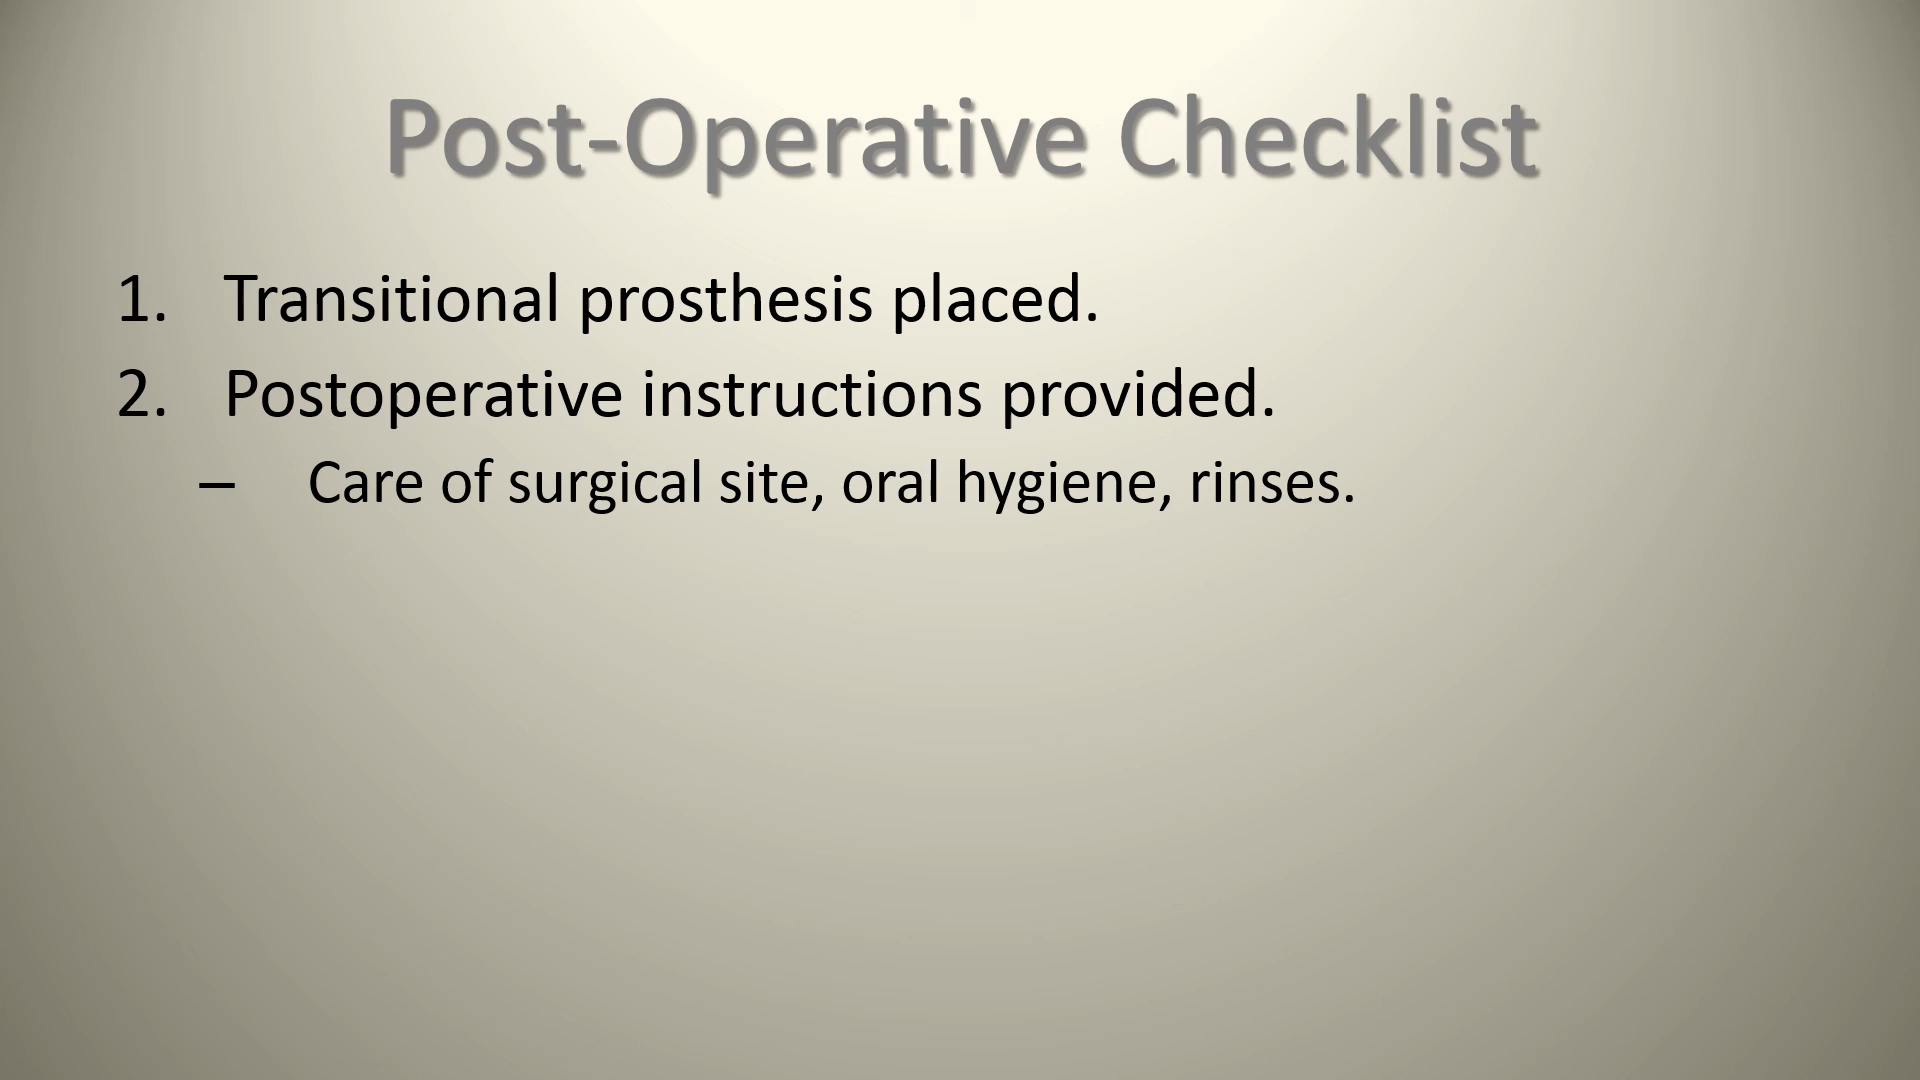 Post-Operative Checklist
1. Transitional prosthesis placed.
2. Postoperative instructions provided.
– Care of surgical site, oral hygiene, rinses.